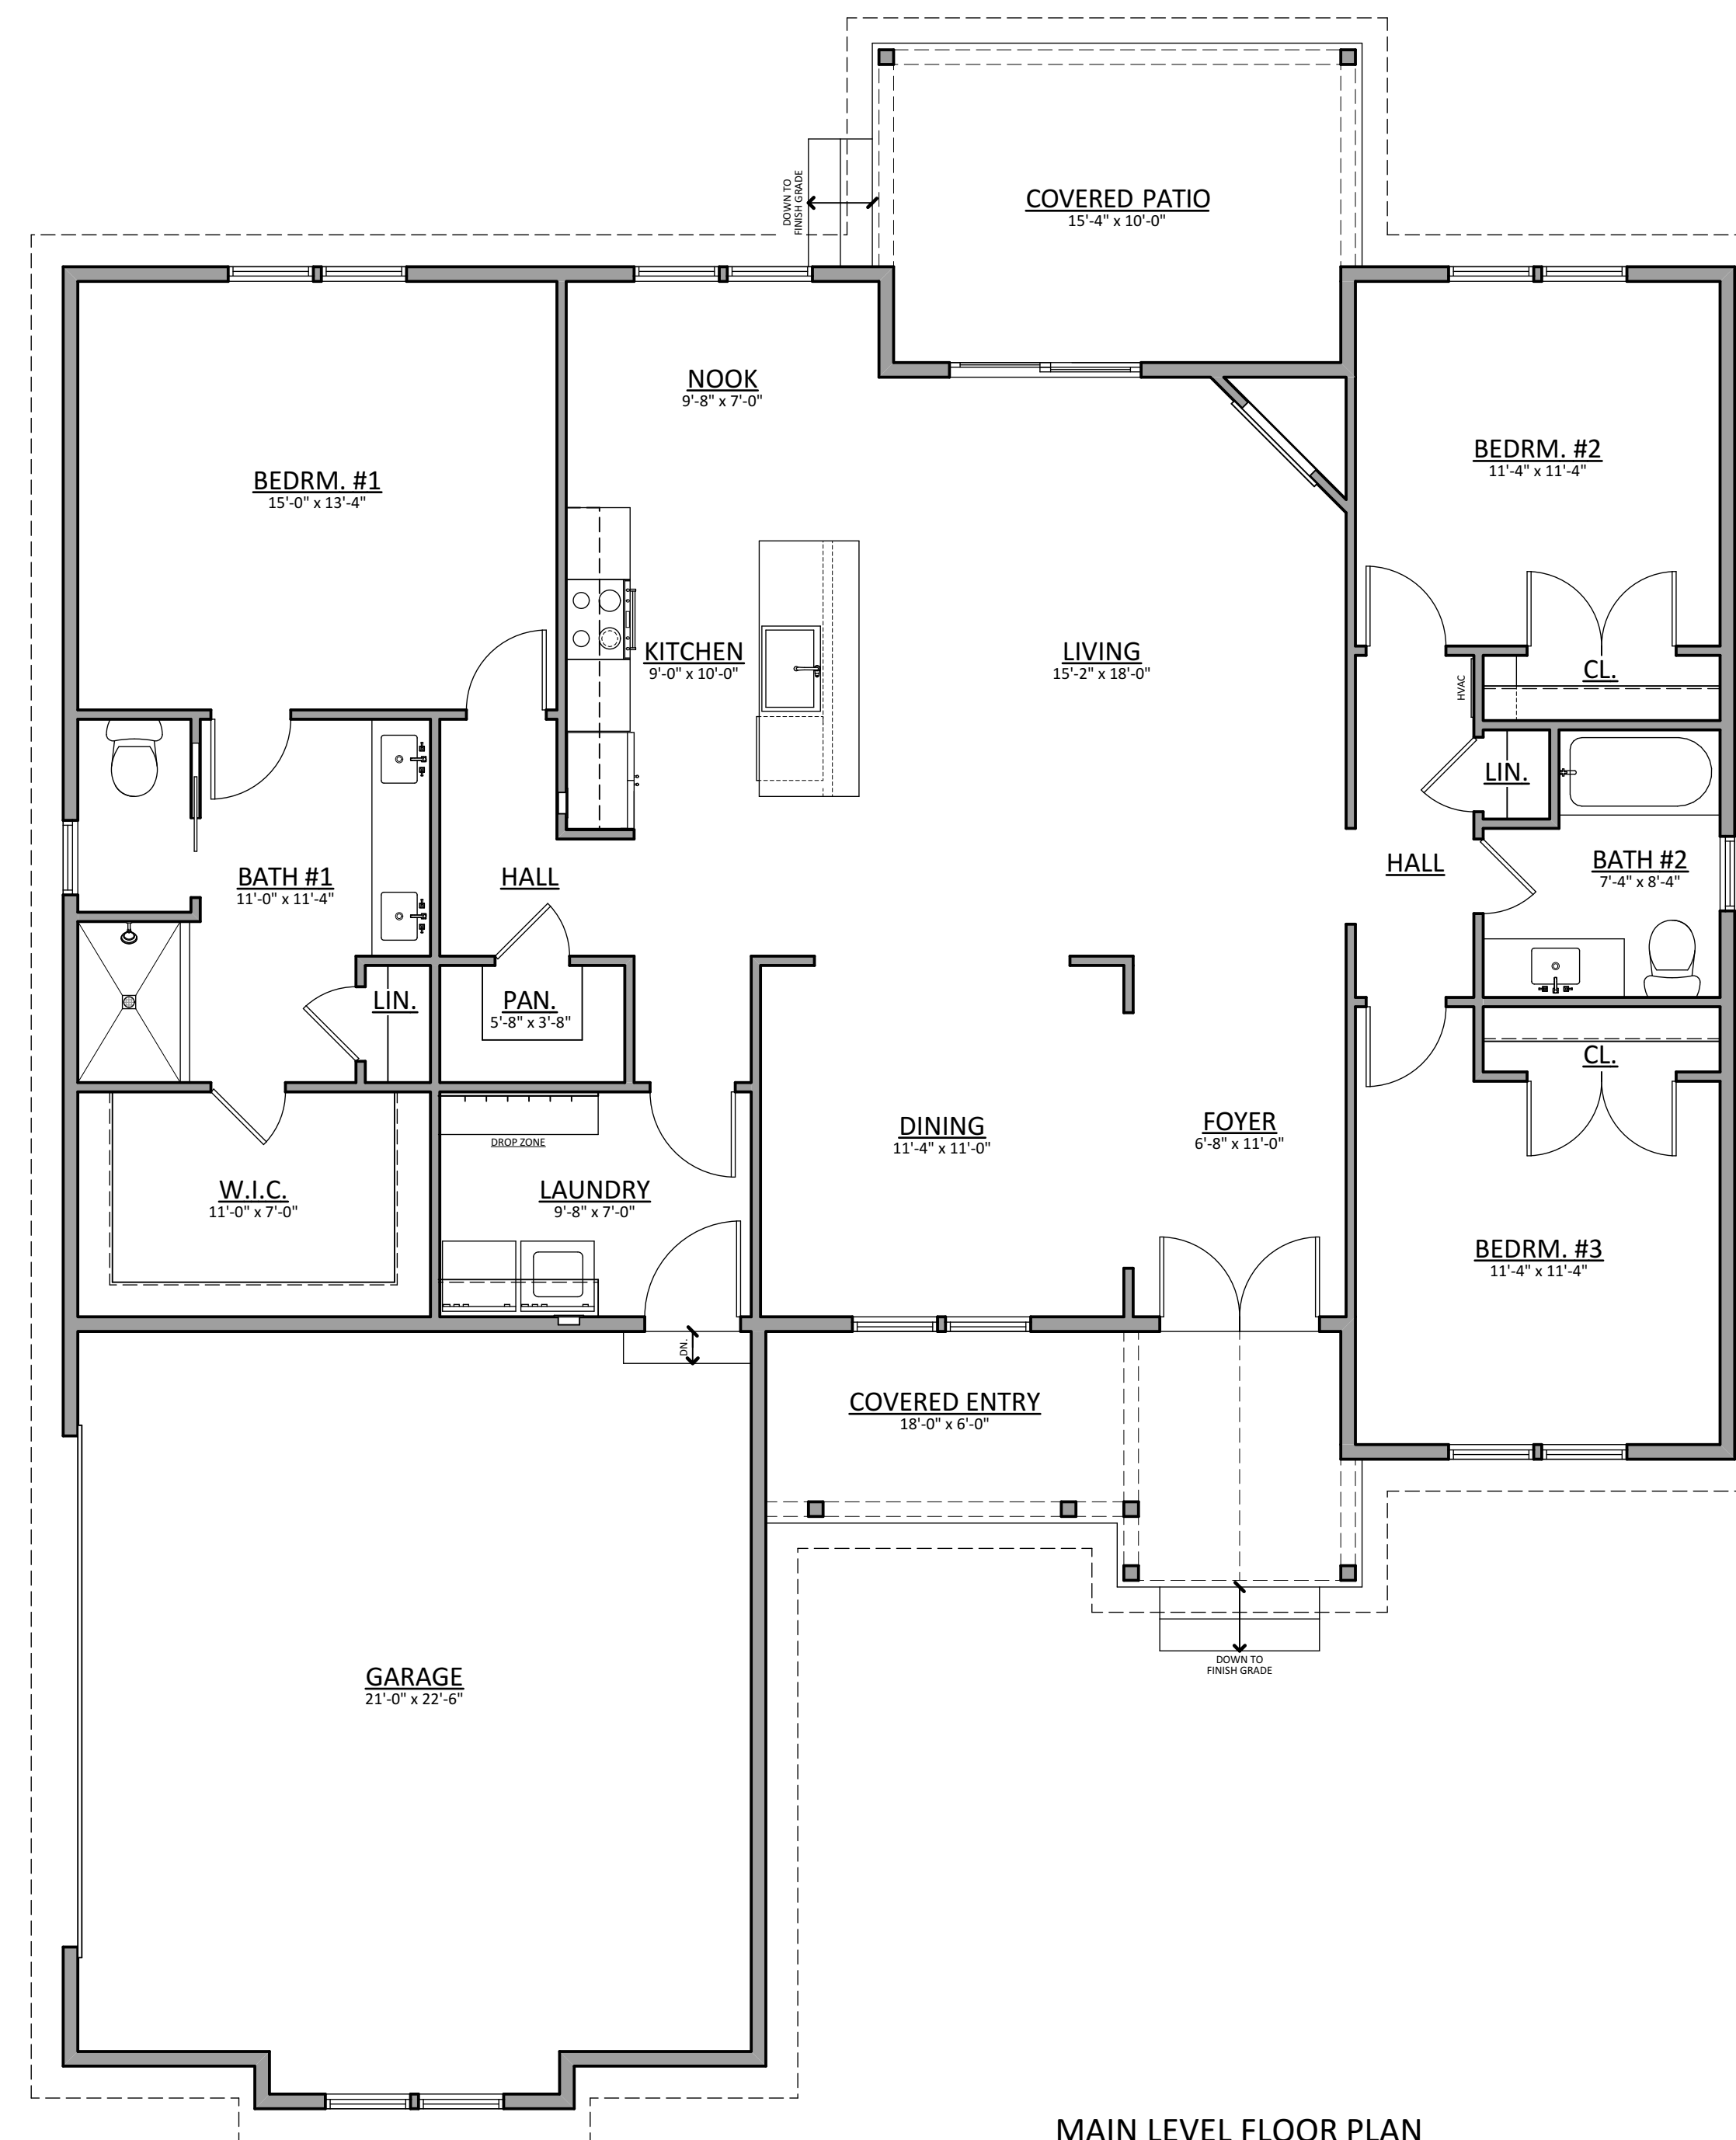 COVERED PATIO
15'-4" x 10'-0"
DOWN TO
FINISH GRADE
NOOK
9'-8" x 7'-0"
BEDRM. #2
11'-4" x 11'-4"
BEDRM. #1
15'-0" x 13'-4"
KITCHEN
9'-0" x 10'-0"
LIVING
15'-2" x 18'-0"
HVAC
CL.
LIN.
BATH #1
11'-0" x 11'-4"
HALL
HALL
BATH #2
7'-4" x 8'-4"
LIN.
PAN.
5'-8" x 3'-8"
CL.
DROP ZONE
DINING
11'-4" x 11'-0"
FOYER
6'-8" x 11'-0"
W.I.C.
11'-0" x 7'-0"
LAUNDRY
9'-8" x 7'-0"
BEDRM. #3
11'-4" x 11'-4"
DN.
COVERED ENTRY
18'-0" x 6'-0"
DOWN TO
FINISH GRADE
GARAGE
21'-0" x 22'-6"
MAIN LEVEL FLOOR PLAN